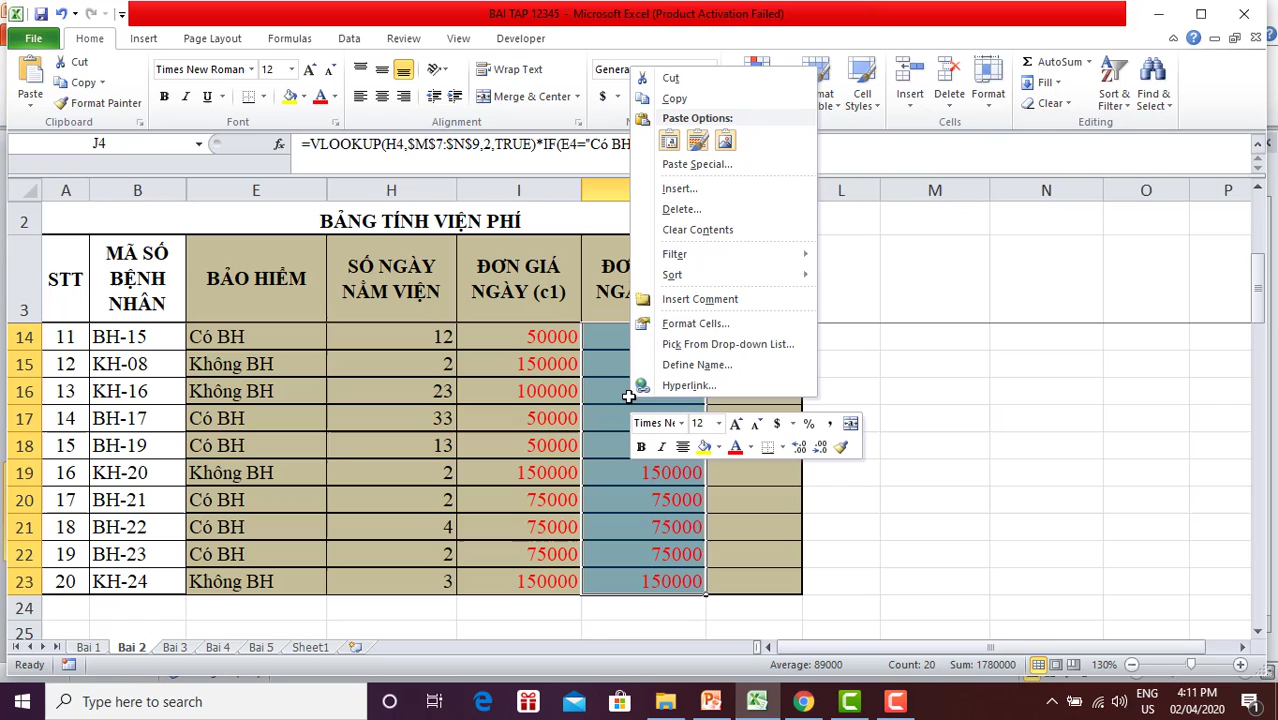 BAI TAP 12345 - Microsoft Excel (Product Activation Failed)
File Home Insert Page Layout Formulas Data Review View Developer
Paste
Cut
Copy
Format Painter
Clipboard
Times New Roman 12
B I U
Font
Wrap Text
Merge & Center
Alignment
General
$
Styles
Insert Delete Format
Cells
AutoSum
Fill
Clear
Sort & Filter
Find & Select
Editing
J4 fx =VLOOKUP(H4,$M$7:$N$9,2,TRUE)*IF(E4="Có BH
A B E H I L M N O P
2 BẢNG TÍNH VIỆN PHÍ
3 STT MÃ SỐ BỆNH NHÂN BẢO HIỂM SỐ NGÀY NẰM VIỆN ĐƠN GIÁ NGÀY (c1)
14 11 BH-15 Có BH 12 50000
15 12 KH-08 Không BH 2 150000
16 13 KH-16 Không BH 23 100000
17 14 BH-17 Có BH 33 50000
18 15 BH-19 Có BH 13 50000
19 16 KH-20 Không BH 2 150000 150000
20 17 BH-21 Có BH 2 75000 75000
21 18 BH-22 Có BH 4 75000 75000
22 19 BH-23 Có BH 2 75000 75000
23 20 KH-24 Không BH 3 150000 150000
24
25
Cut
Copy
Paste Options:
Paste Special...
Insert...
Delete...
Clear Contents
Filter
Sort
Insert Comment
Format Cells...
Pick From Drop-down List...
Define Name...
Hyperlink...
Times Ne 12 A A $ % ,
B I A
Bai 1 Bai 2 Bai 3 Bai 4 Bai 5 Sheet1
Ready Average: 89000 Count: 20 Sum: 1780000 130%
Type here to search
ENG US
4:11 PM
02/04/2020